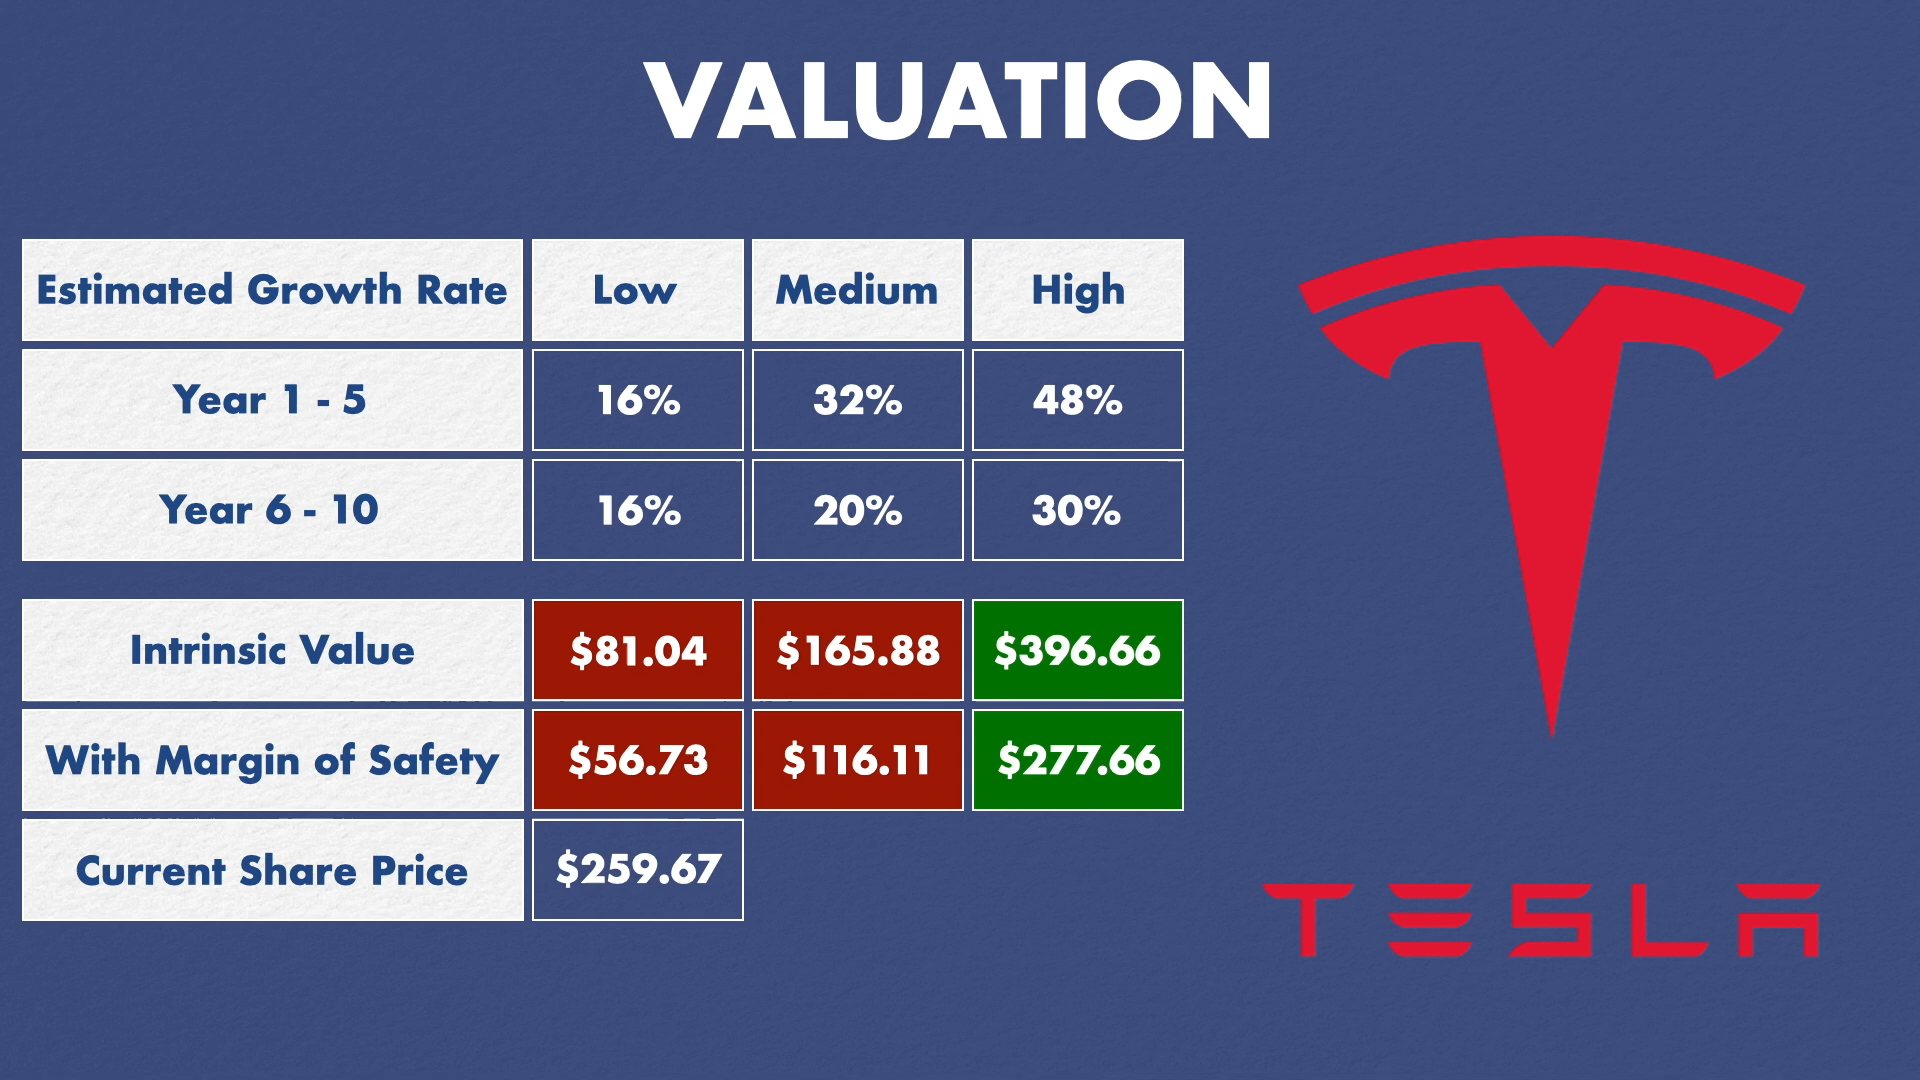 VALUATION
Estimated Growth Rate Low Medium High
Year 1 - 5 16% 32% 48%
Year 6 - 10 16% 20% 30%
Intrinsic Value $81.04 $165.88 $396.66
With Margin of Safety $56.73 $116.11 $277.66
Current Share Price $259.67
TESLA